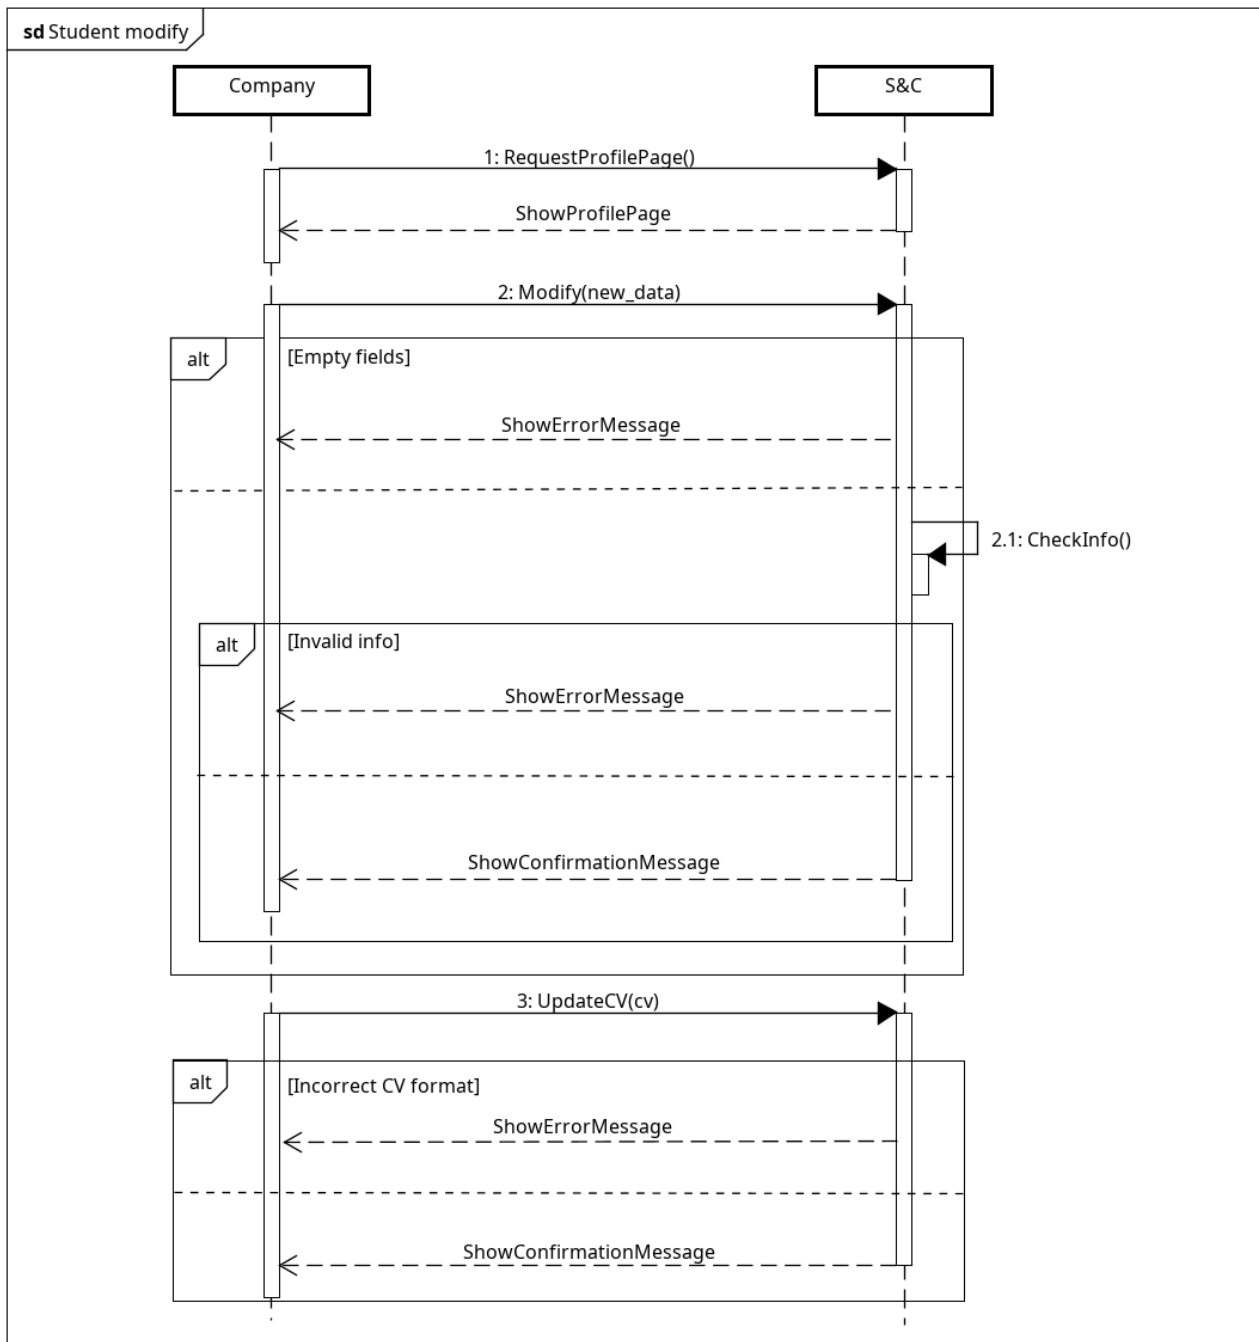 sd Student modify
Company
S&C
1: RequestProfilePage()
ShowProfilePage
2: Modify(new_data)
alt
[Empty fields]
ShowErrorMessage
2.1: CheckInfo()
alt
[Invalid info]
ShowErrorMessage
ShowConfirmationMessage
3: UpdateCV(cv)
alt
[Incorrect CV format]
ShowErrorMessage
ShowConfirmationMessage